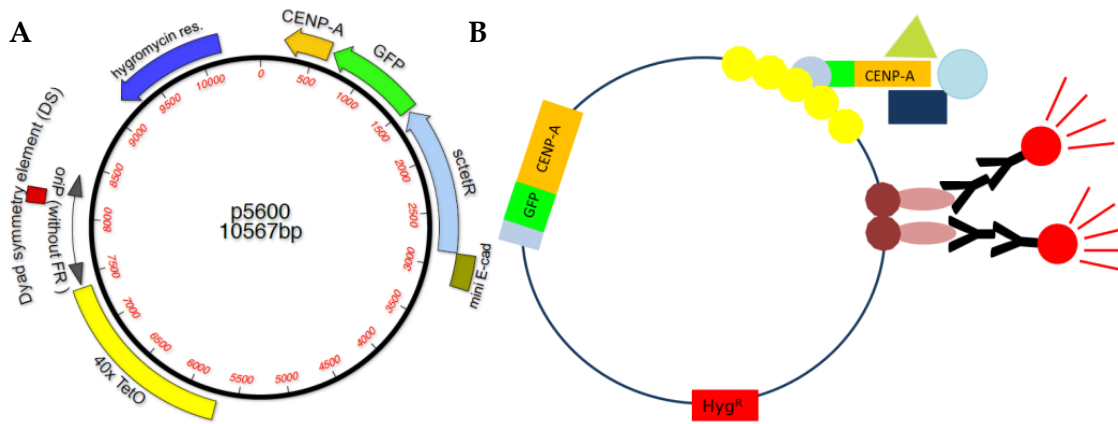 A
CENP-A
GFP
hygromycin res.
sctetR
mini E-cad
40x TetO
oriP (without FR )
Dyad symmetry element (DS)
0
500
1000
1500
2000
2500
3000
3500
4000
4500
5000
5500
6000
6500
7000
7500
8000
8500
9000
9500
10000
p5600
10567bp
B
CENP-A
CENP-A
GFP
Hygᴿ